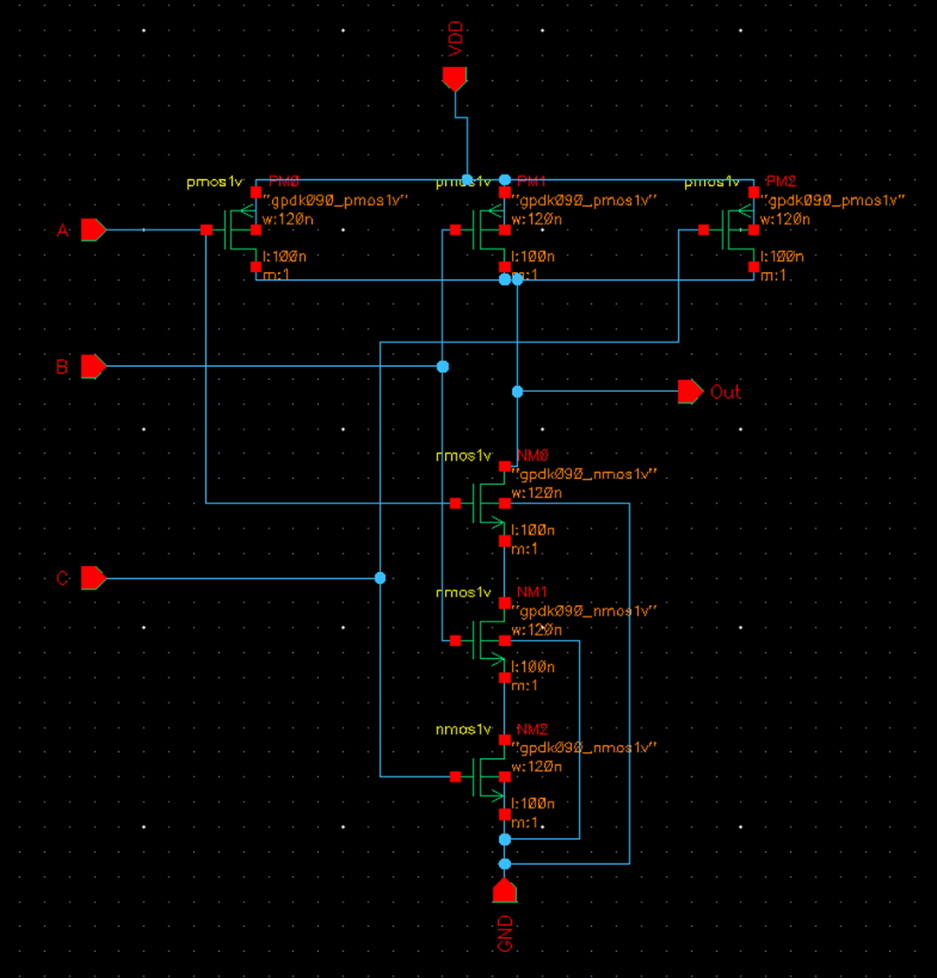 VDD
pmos1v PM0
"gpdk090_pmos1v"
w:120n
l:100n
m:1
pmos1v PM1
"gpdk090_pmos1v"
w:120n
l:100n
m:1
pmos1v PM2
"gpdk090_pmos1v"
w:120n
l:100n
m:1
A
B
Out
nmos1v NM0
"gpdk090_nmos1v"
w:120n
l:100n
m:1
C
nmos1v NM1
"gpdk090_nmos1v"
w:120n
l:100n
m:1
nmos1v NM2
"gpdk090_nmos1v"
w:120n
l:100n
m:1
GND